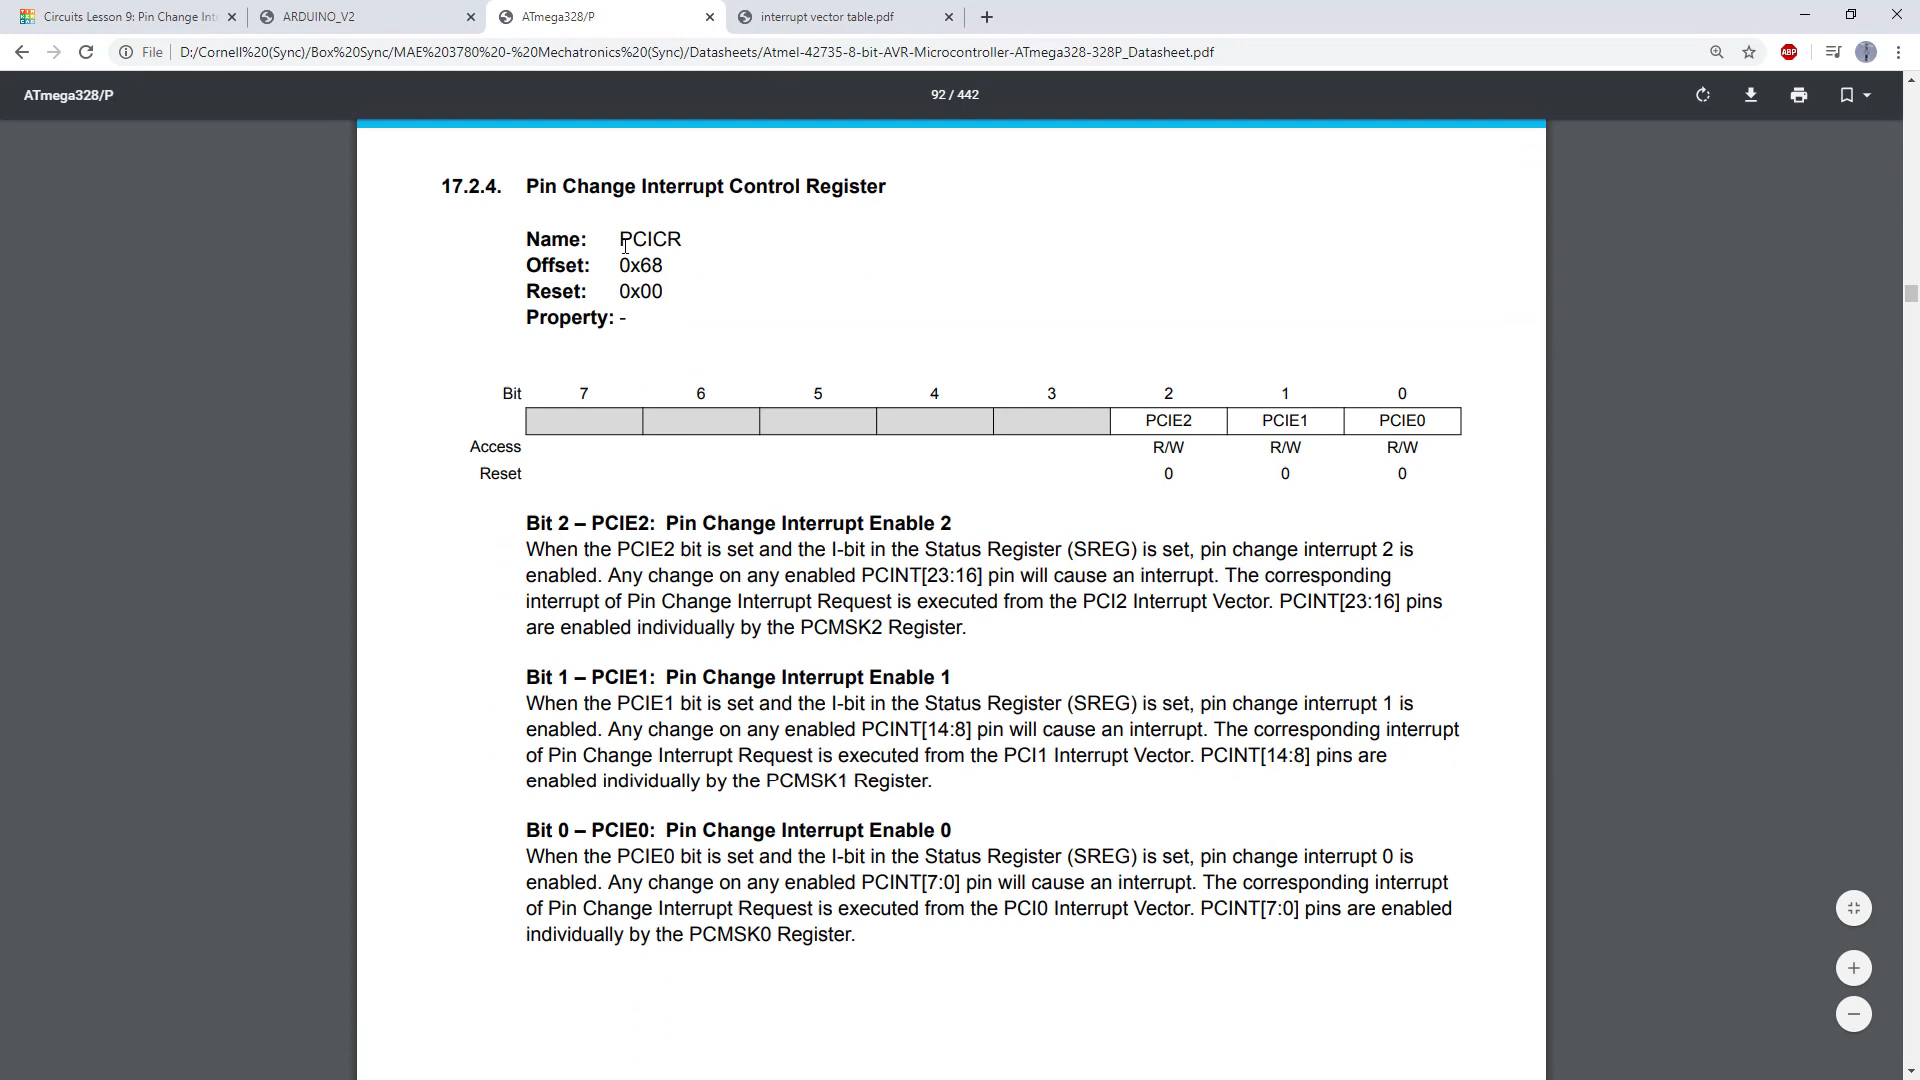 Circuits Lesson 9: Pin Change Int
ARDUINO_V2
ATmega328/P
interrupt vector table.pdf
File
D:/Cornell%20(Sync)/Box%20Sync/MAE%203780%20-%20Mechatronics%20(Sync)/Datasheets/Atmel-42735-8-bit-AVR-Microcontroller-ATmega328-328P_Datasheet.pdf
ABP
ATmega328/P
92 / 442
17.2.4. Pin Change Interrupt Control Register
Name: PCICR
Offset: 0x68
Reset: 0x00
Property: -
Bit 7 6 5 4 3 2 1 0
PCIE2 PCIE1 PCIE0
Access R/W R/W R/W
Reset 0 0 0
Bit 2 – PCIE2: Pin Change Interrupt Enable 2
When the PCIE2 bit is set and the I-bit in the Status Register (SREG) is set, pin change interrupt 2 is
enabled. Any change on any enabled PCINT[23:16] pin will cause an interrupt. The corresponding
interrupt of Pin Change Interrupt Request is executed from the PCI2 Interrupt Vector. PCINT[23:16] pins
are enabled individually by the PCMSK2 Register.
Bit 1 – PCIE1: Pin Change Interrupt Enable 1
When the PCIE1 bit is set and the I-bit in the Status Register (SREG) is set, pin change interrupt 1 is
enabled. Any change on any enabled PCINT[14:8] pin will cause an interrupt. The corresponding interrupt
of Pin Change Interrupt Request is executed from the PCI1 Interrupt Vector. PCINT[14:8] pins are
enabled individually by the PCMSK1 Register.
Bit 0 – PCIE0: Pin Change Interrupt Enable 0
When the PCIE0 bit is set and the I-bit in the Status Register (SREG) is set, pin change interrupt 0 is
enabled. Any change on any enabled PCINT[7:0] pin will cause an interrupt. The corresponding interrupt
of Pin Change Interrupt Request is executed from the PCI0 Interrupt Vector. PCINT[7:0] pins are enabled
individually by the PCMSK0 Register.